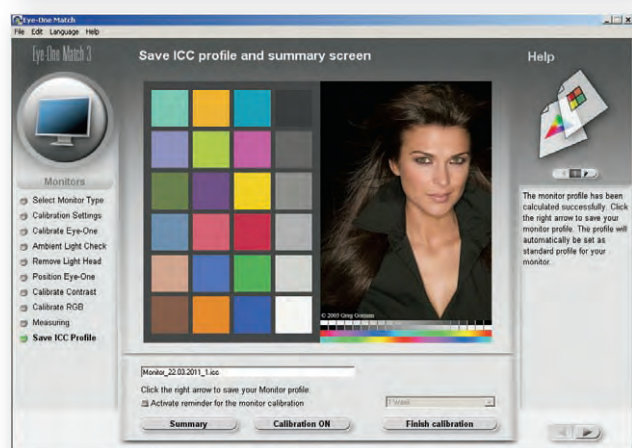 Eye-One Match
File Edit Language Help
Eye-One Match 3
Save ICC profile and summary screen
Help
Monitors
Select Monitor Type
Calibration Settings
Calibrate Eye-One
Ambient Light Check
Remove Light Head
Position Eye-One
Calibrate Contrast
Calibrate RGB
Measuring
Save ICC Profile
© 2003 Greg Gorman
The monitor profile has been
calculated successfully. Click
the right arrow to save your
monitor profile. The profile will
automatically be set as
standard profile for your
monitor.
Monitor_22.03.2011_1.icc
Click the right arrow to save your Monitor profile.
Activate reminder for the monitor calibration
1 Week
Summary
Calibration ON
Finish calibration